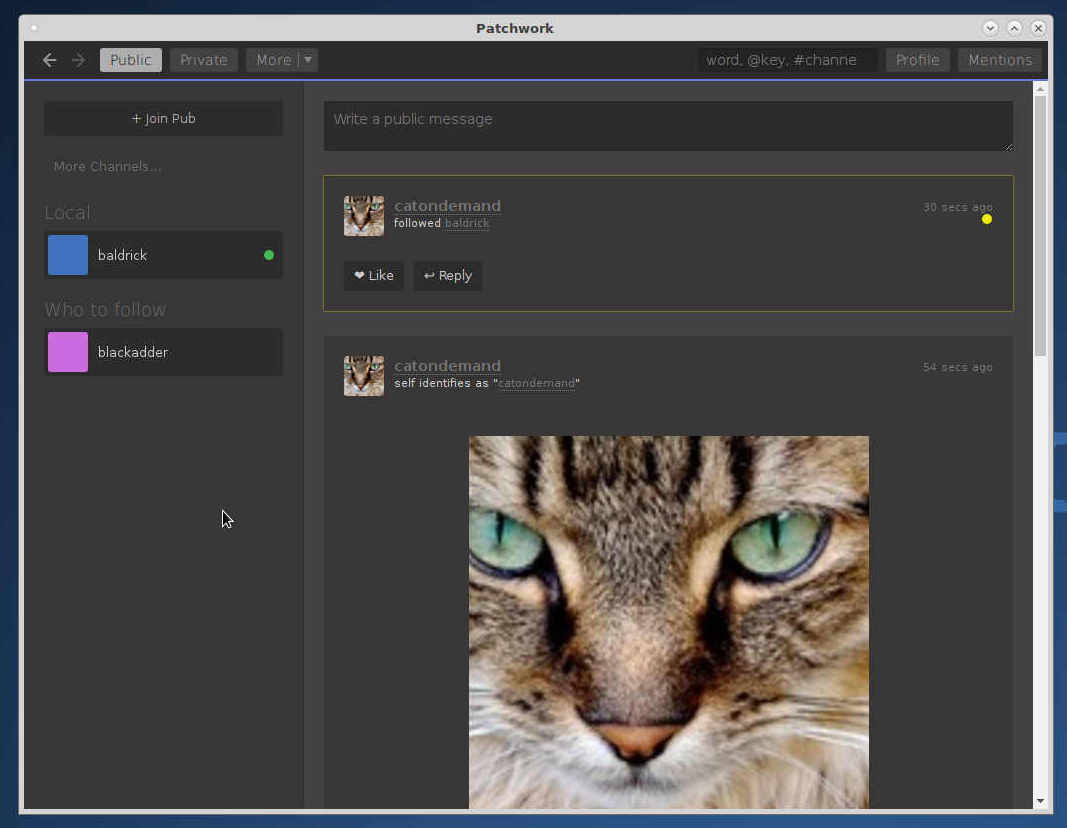 Patchwork
Public
Private
More
word, @key, #channe
Profile
Mentions
+ Join Pub
More Channels...
Local
baldrick
Who to follow
blackadder
Write a public message
catondemand
30 secs ago
followed baldrick
❤ Like
↩ Reply
catondemand
54 secs ago
self identifies as "catondemand"